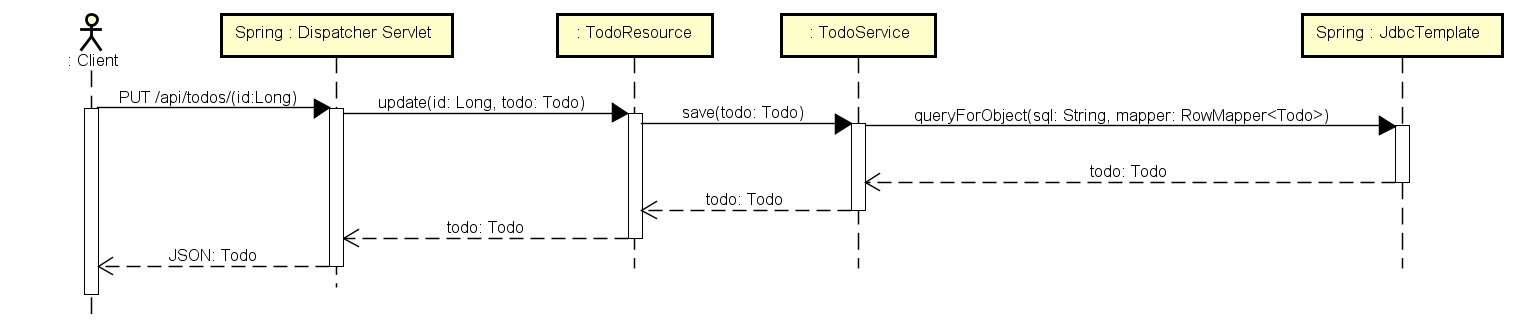 : Client
Spring : Dispatcher Servlet
: TodoResource
: TodoService
Spring : JdbcTemplate
PUT /api/todos/(id:Long)
update(id: Long, todo: Todo)
save(todo: Todo)
queryForObject(sql: String, mapper: RowMapper<Todo>)
todo: Todo
todo: Todo
todo: Todo
JSON: Todo